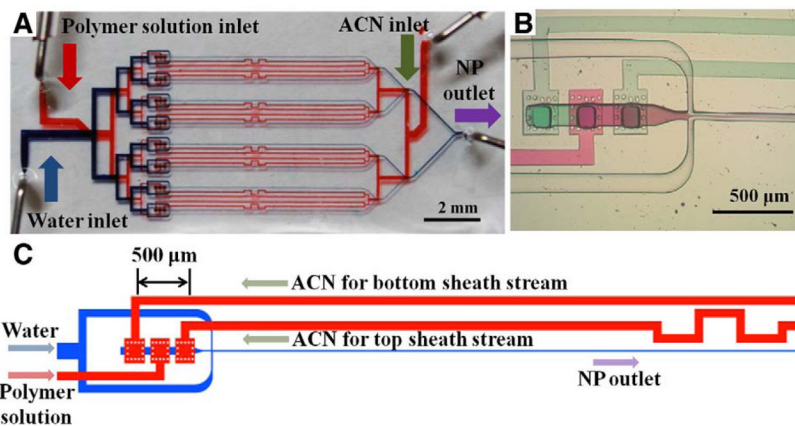 A
Polymer solution inlet
ACN inlet
NP
outlet
Water inlet
2 mm
B
500 µm
C
500 µm
ACN for bottom sheath stream
Water
ACN for top sheath stream
Polymer
solution
NP outlet